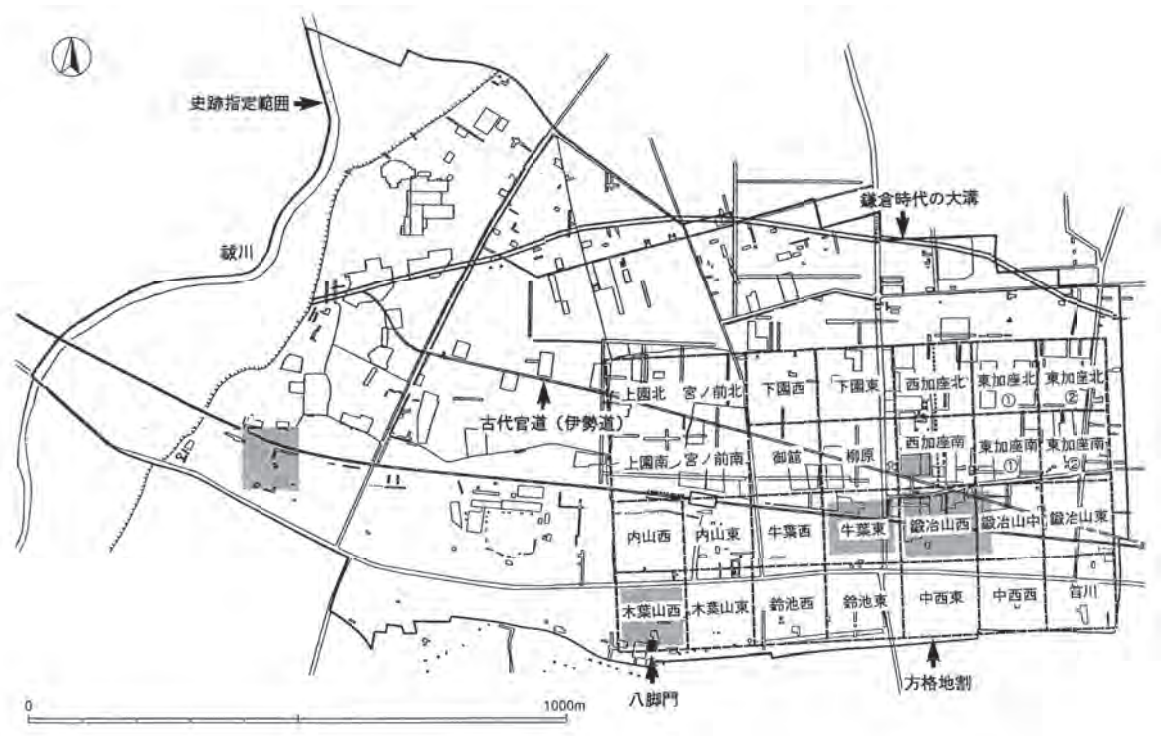 史跡指定範囲
鎌倉時代の大溝
祓川
古代官道（伊勢道）
上園北
宮ノ前北
下園西
下園東
西加座北
東加座北
①
東加座北
②
上園南
宮ノ前南
御館
柳原
西加座南
東加座南
①
東加座南
②
内山西
内山東
牛葉西
牛葉東
鍛冶山西
鍛冶山中
鍛冶山東
木葉山西
木葉山東
鈴池西
鈴池東
中西東
中西西
笛川
八脚門
方格地割
0
1000m